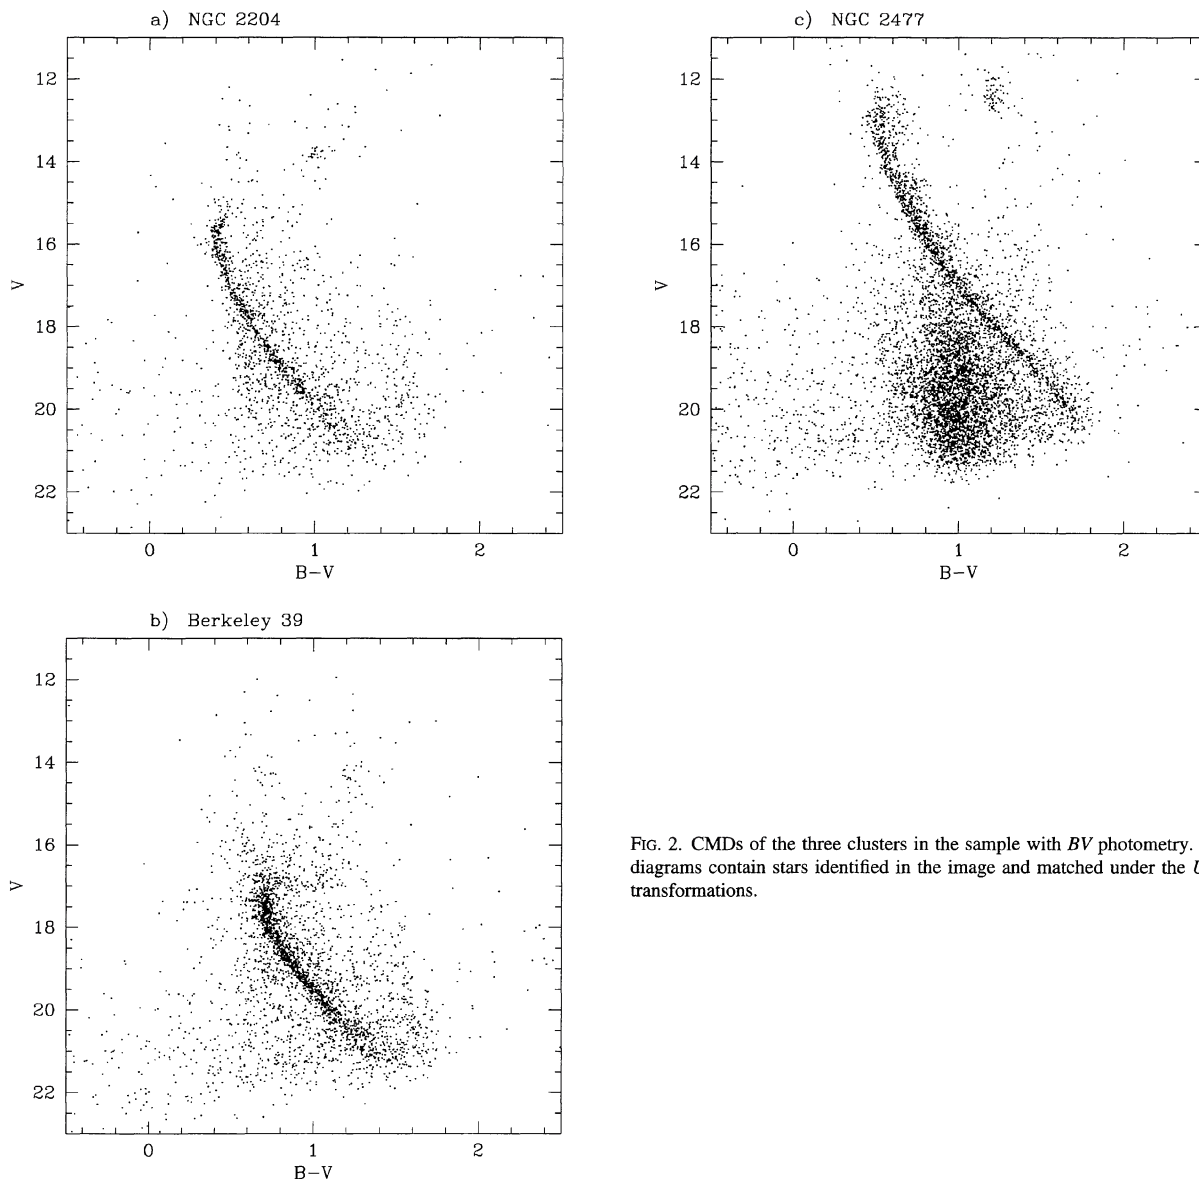 a) NGC 2204
12
14
16
18
20
22
V
0 1 2
B−V
c) NGC 2477
12
14
16
18
20
22
V
0 1 2
B−V
b) Berkeley 39
12
14
16
18
20
22
V
0 1 2
B−V
FIG. 2. CMDs of the three clusters in the sample with BV photometry.
diagrams contain stars identified in the image and matched under the U
transformations.